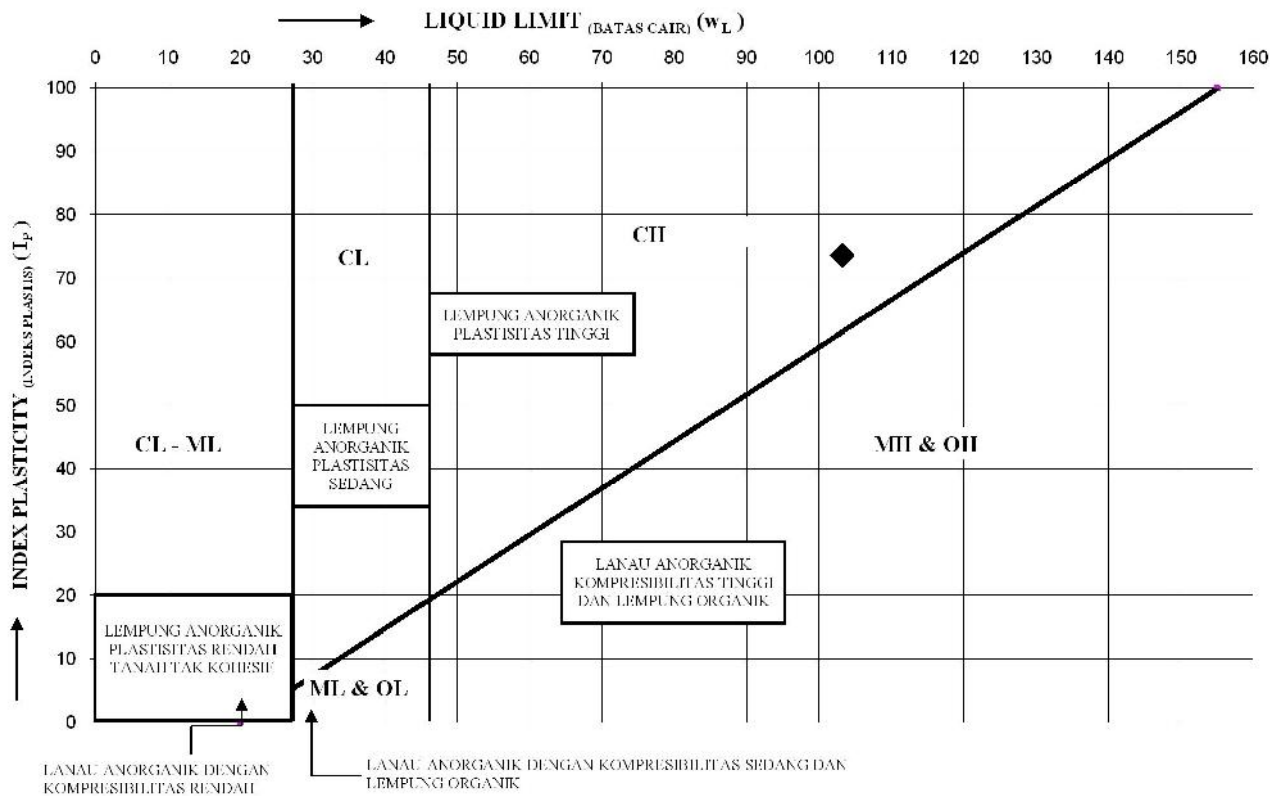 LIQUID LIMIT (BATAS CAIR) (wL )
0 10 20 30 40 50 60 70 80 90 100 110 120 130 140 150 160
INDEX PLASTICITY (INDEKS PLASTIS) (IP)
100
90
80
70
60
50
40
30
20
10
0
CH
CL
LEMPUNG ANORGANIK
PLASTISITAS TINGGI
CL - ML
LEMPUNG
ANORGANIK
PLASTISITAS
SEDANG
MH & OH
LANAU ANORGANIK
KOMPRESIBILITAS TINGGI
DAN LEMPUNG ORGANIK
LEMPUNG ANORGANIK
PLASTISITAS RENDAH
TANAH TAK KOHESIF
ML & OL
LANAU ANORGANIK DENGAN
KOMPRESIBILITAS RENDAH
LANAU ANORGANIK DENGAN KOMPRESIBILITAS SEDANG DAN
LEMPUNG ORGANIK